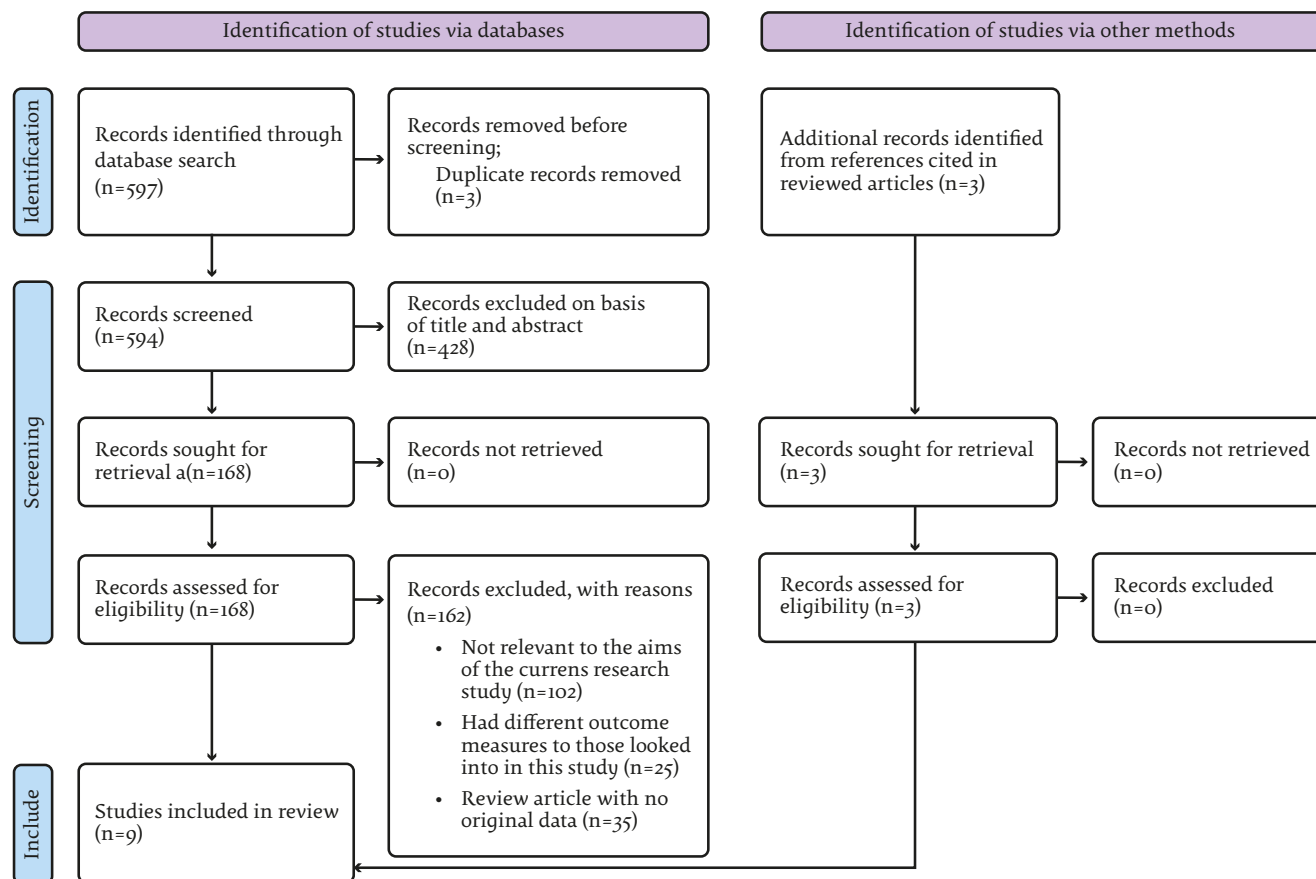 Identification of studies via databases
Identification of studies via other methods
Identification
Records identified through
database search
(n=597)
Records removed before
screening;
Duplicate records removed
(n=3)
Additional records identified
from references cited in
reviewed articles (n=3)
Screening
Records screened
(n=594)
Records excluded on basis
of title and abstract
(n=428)
Records sought for
retrieval a(n=168)
Records not retrieved
(n=0)
Records sought for retrieval
(n=3)
Records not retrieved
(n=0)
Records assessed for
eligibility (n=168)
Records excluded, with reasons
(n=162)
• Not relevant to the aims
of the currens research
study (n=102)
• Had different outcome
measures to those looked
into in this study (n=25)
• Review article with no
original data (n=35)
Records assessed for
eligibility (n=3)
Records excluded
(n=0)
Include
Studies included in review
(n=9)